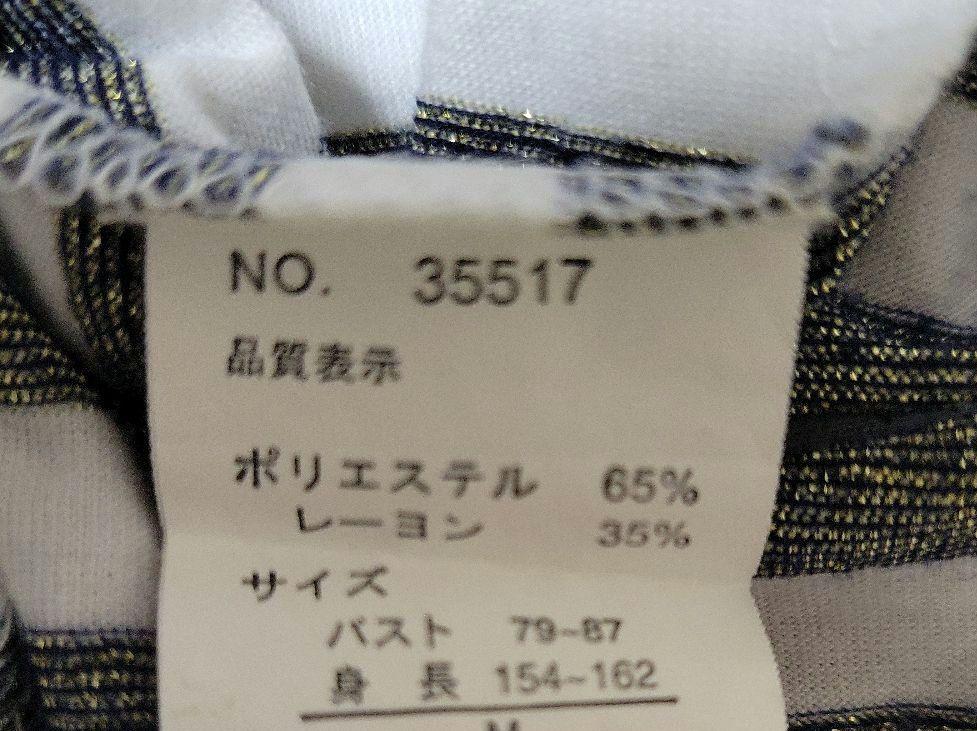 NO. 35517
品質表示
ポリエステル 65%
レーヨン 35%
サイズ
バスト 79~87
身長 154~162
M